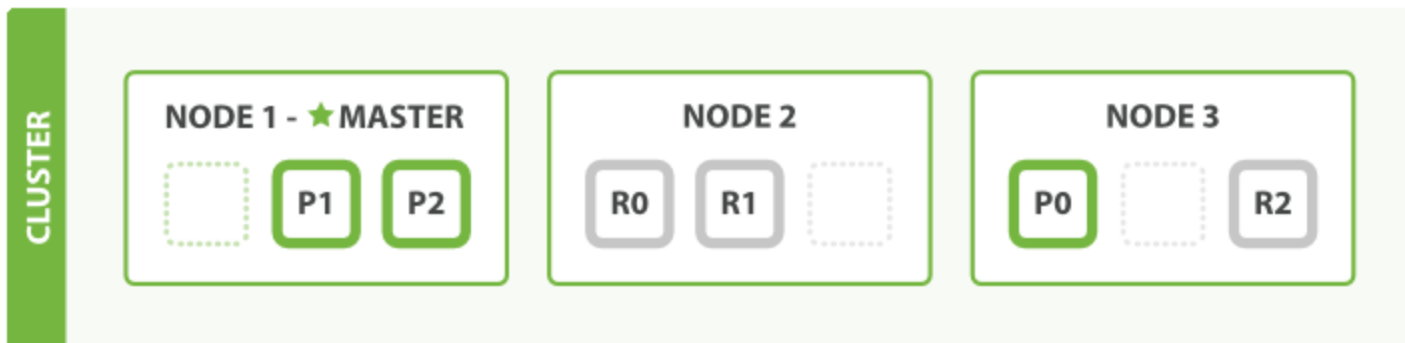 CLUSTER
NODE 1 - ★ MASTER
P1 P2
NODE 2
R0 R1
NODE 3
P0 R2